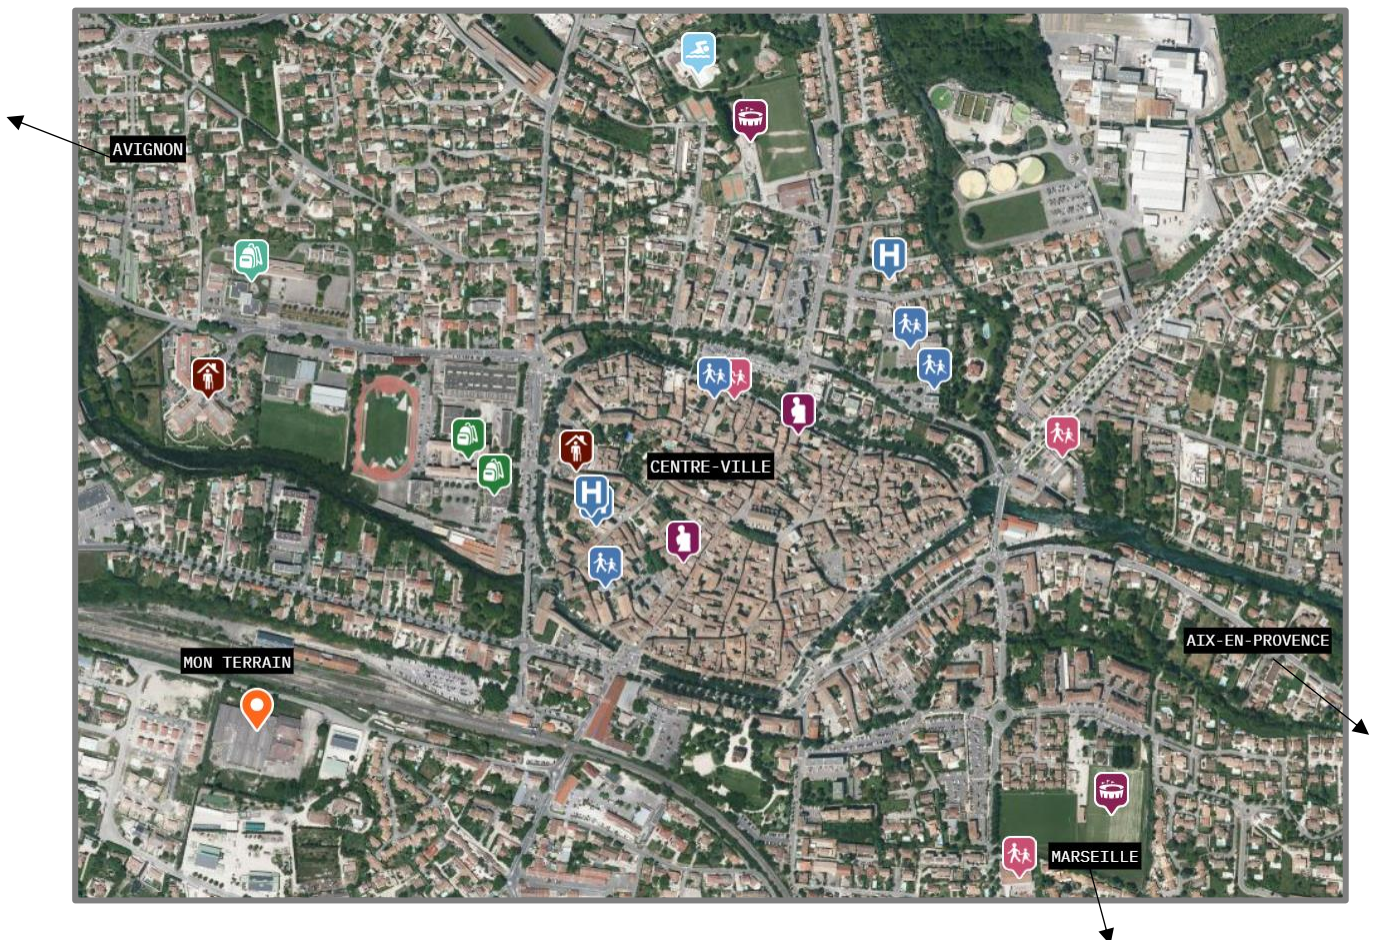 AVIGNON
H
CENTRE-VILLE
H
AIX-EN-PROVENCE
MON TERRAIN
MARSEILLE